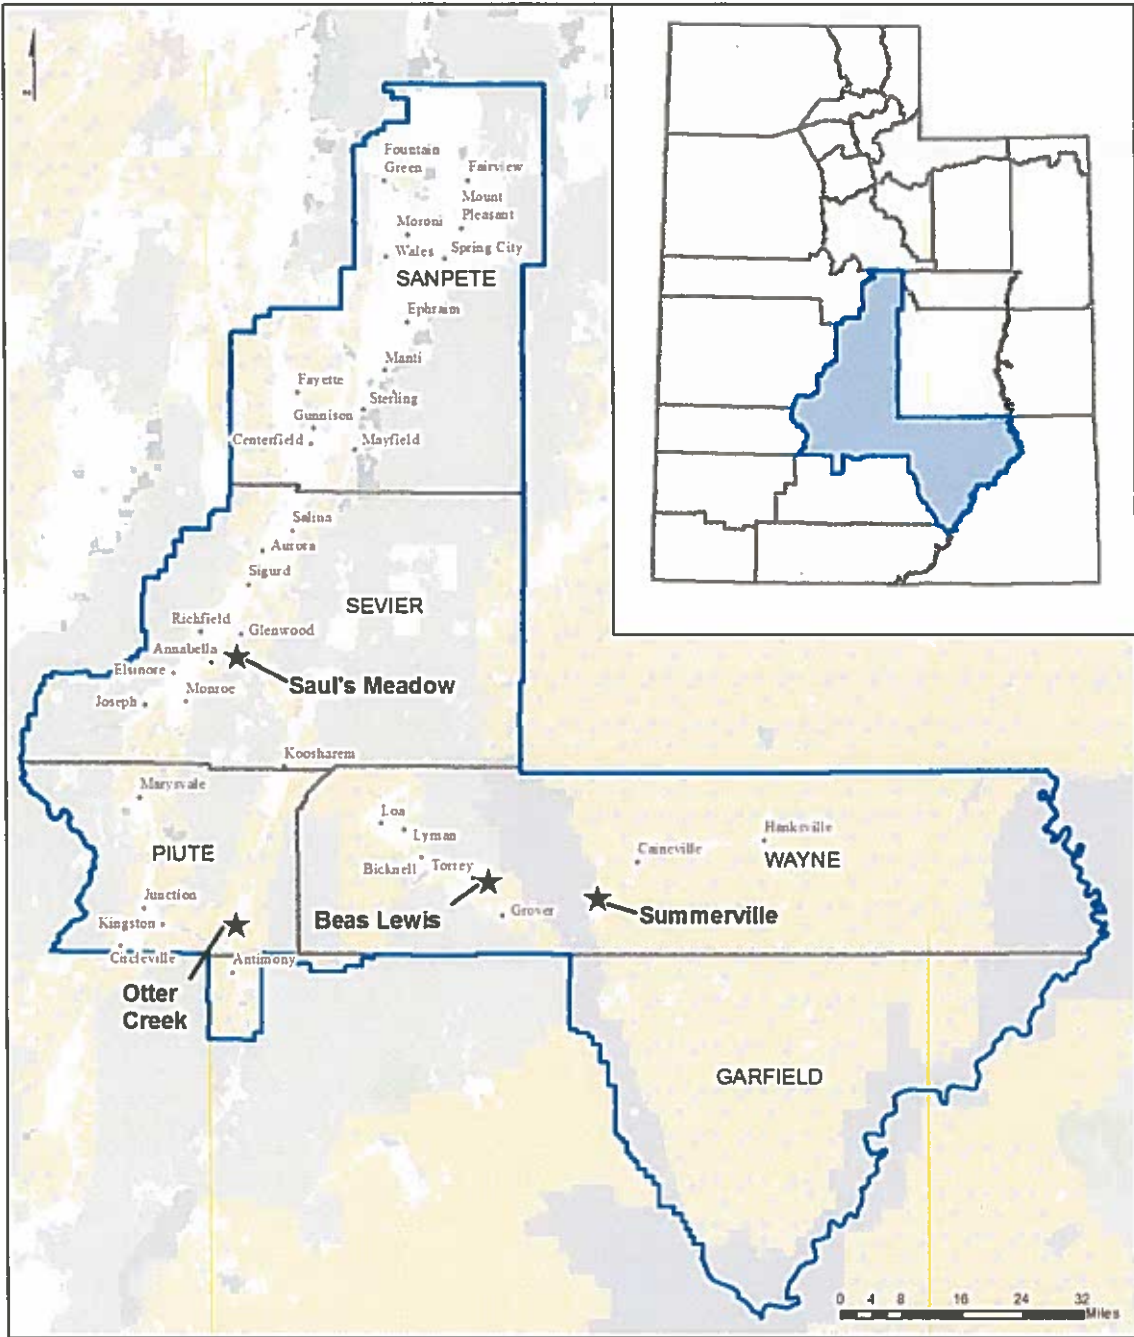 Fountain
Green
Fairview
Mount
Pleasant
Moroni
Wales
Spring City
SANPETE
Ephraim
Manti
Fayette
Sterling
Gunnison
Centerfield
Mayfield
Salina
Aurora
Sigurd
SEVIER
Richfield
Glenwood
Annabella
Elsinore
Saul's Meadow
Monroe
Joseph
Koosharem
Marysvale
Loa
Lyman
Hanksville
PIUTE
Caineville
WAYNE
Bicknell
Torrey
Junction
Beas Lewis
Grover
Summerville
Kingston
Circleville
Antimony
Otter
Creek
GARFIELD
0 4 8 16 24 32
Miles